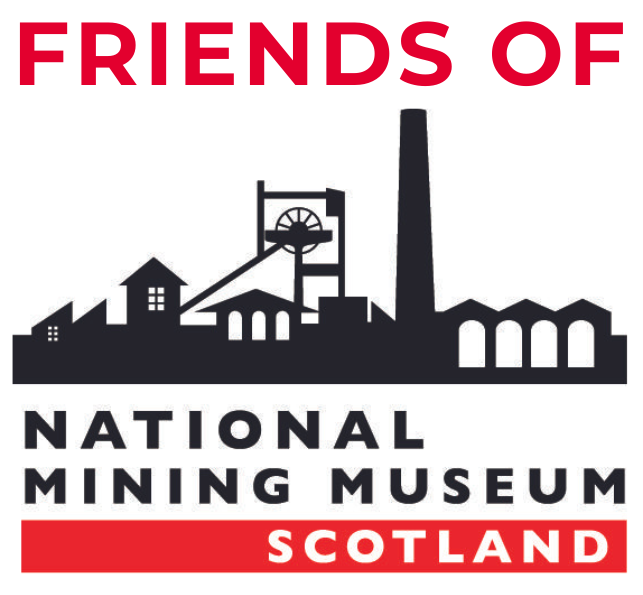 FRIENDS OF
NATIONAL
MINING MUSEUM
SCOTLAND